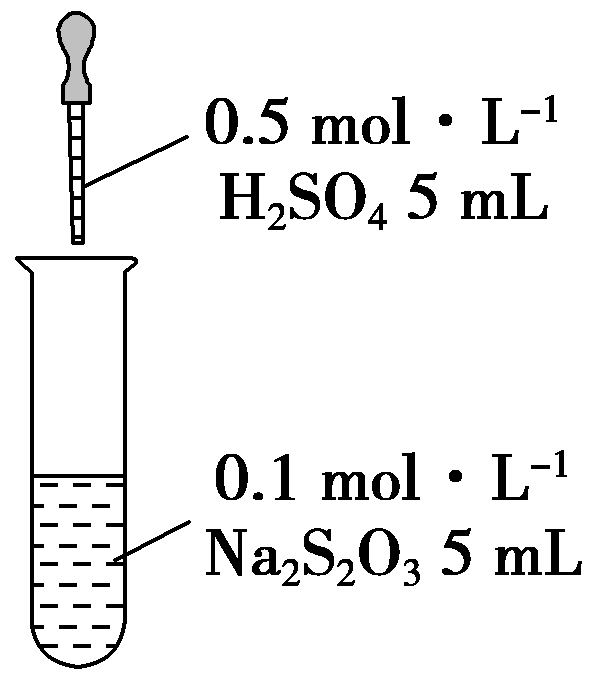 0.5 mol · L⁻¹
H₂SO₄ 5 mL
0.1 mol · L⁻¹
Na₂S₂O₃ 5 mL